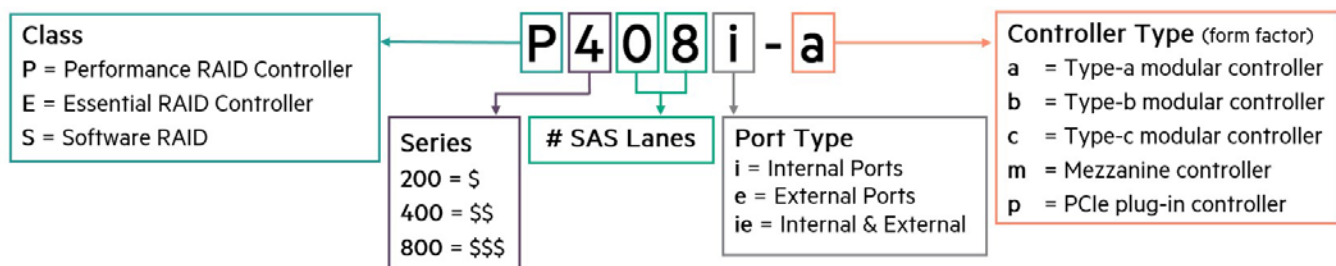 P408i-a
Class
P = Performance RAID Controller
E = Essential RAID Controller
S = Software RAID
Series
200 = $
400 = $$
800 = $$$
# SAS Lanes
Port Type
i = Internal Ports
e = External Ports
ie = Internal & External
Controller Type (form factor)
a = Type-a modular controller
b = Type-b modular controller
c = Type-c modular controller
m = Mezzanine controller
p = PCIe plug-in controller